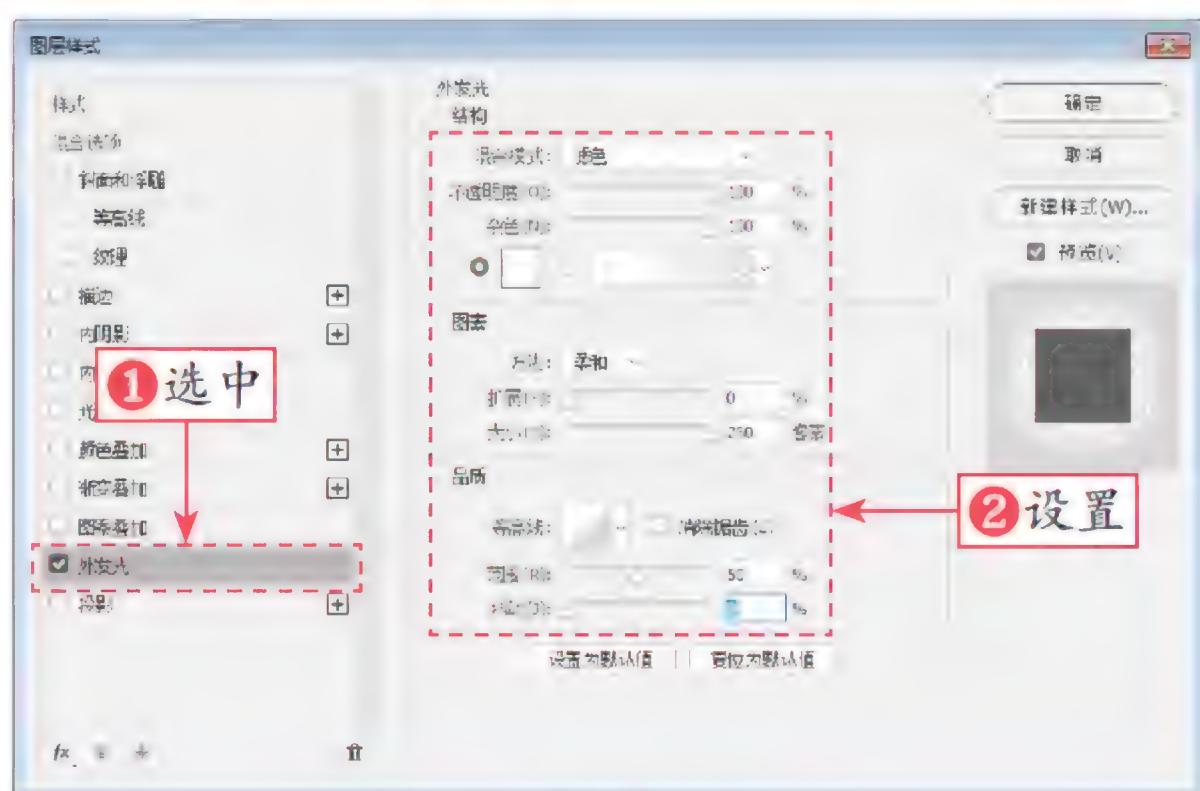 图层样式
样式
混合选项
斜面和浮雕
等高线
纹理
描边
内阴影
内
光
颜色叠加
渐变叠加
图案叠加
外发光
投影
fx
❶选中
外发光
结构
混合模式: 滤色
不透明度(O): 100 %
杂色(N): 100 %
图素
方法: 柔和
扩展(P): 0 %
大小(S): 250 像素
品质
等高线: 消除锯齿(L)
范围(R): 50 %
抖动(J): %
设置为默认值 复位为默认值
确定
取消
新建样式(W)...
预览(V)
❷设置